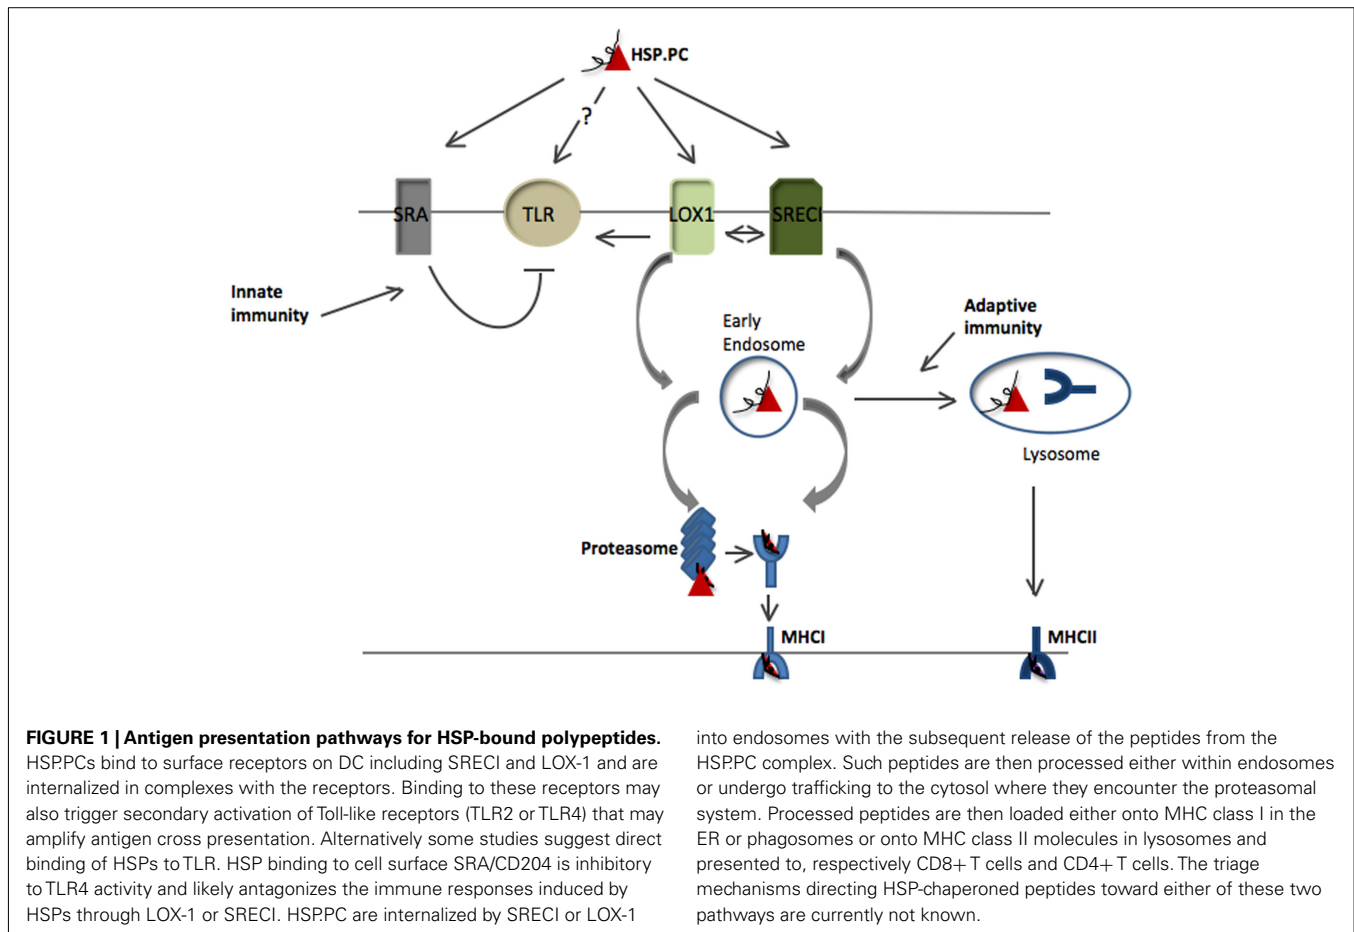 HSP.PC
?
SRA
TLR
LOX1
SRECI
Innate
immunity
Early
Endosome
Adaptive
immunity
Lysosome
Proteasome
MHCI
MHCII
FIGURE 1 | Antigen presentation pathways for HSP-bound polypeptides.
HSP.PCs bind to surface receptors on DC including SRECI and LOX-1 and are
internalized in complexes with the receptors. Binding to these receptors may
also trigger secondary activation of Toll-like receptors (TLR2 or TLR4) that may
amplify antigen cross presentation. Alternatively some studies suggest direct
binding of HSPs to TLR. HSP binding to cell surface SRA/CD204 is inhibitory
to TLR4 activity and likely antagonizes the immune responses induced by
HSPs through LOX-1 or SRECI. HSP.PC are internalized by SRECI or LOX-1
into endosomes with the subsequent release of the peptides from the
HSP.PC complex. Such peptides are then processed either within endosomes
or undergo trafficking to the cytosol where they encounter the proteasomal
system. Processed peptides are then loaded either onto MHC class I in the
ER or phagosomes or onto MHC class II molecules in lysosomes and
presented to, respectively CD8+ T cells and CD4+ T cells. The triage
mechanisms directing HSP-chaperoned peptides toward either of these two
pathways are currently not known.